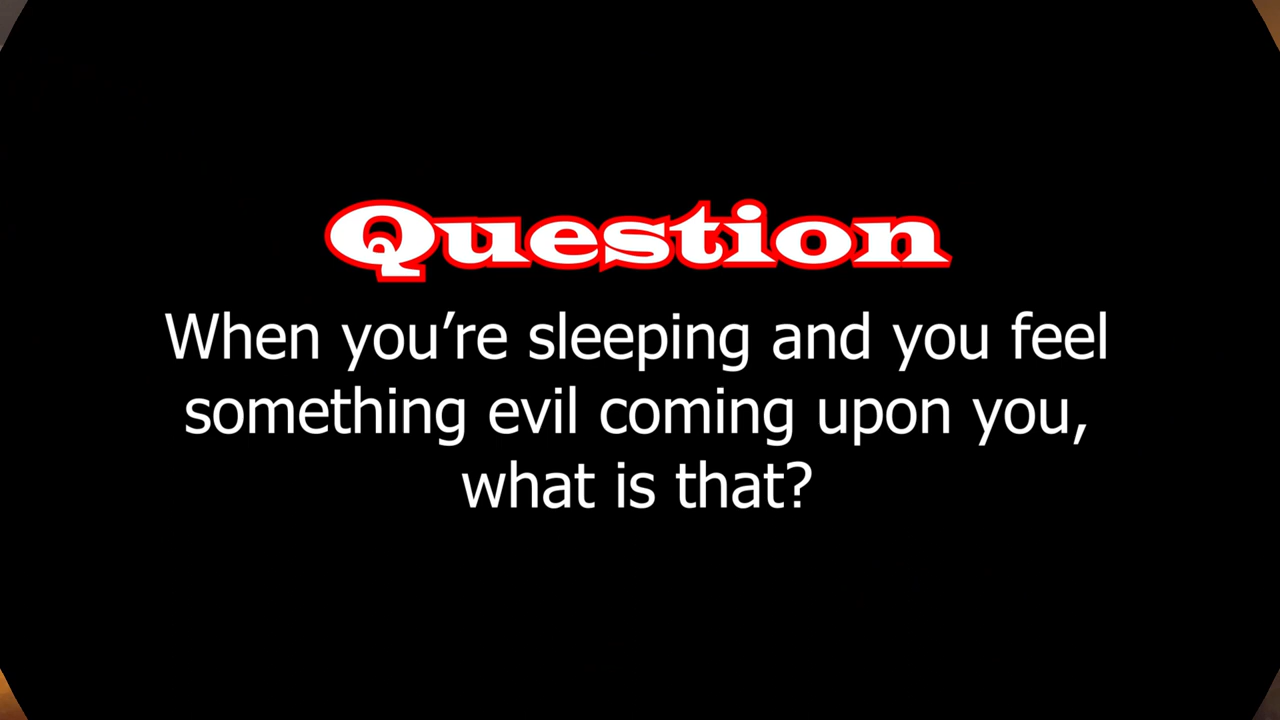 Question
When you’re sleeping and you feel
something evil coming upon you,
what is that?